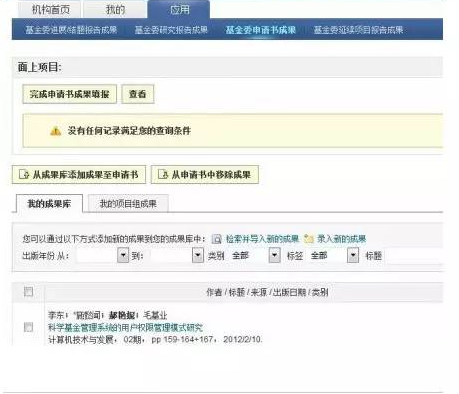 机构首页 我的 应用
基金委进展/结题报告成果 基金委研究报告成果 基金委申请书成果 基金委延续项目报告成果
面上项目:
完成申请书成果填报 查看
没有任何记录满足您的查询条件
从成果库添加成果至申请书 从申请书中移除成果
我的成果库 我的项目组成果
您可以通过以下方式添加新的成果到您的成果库中: 检索并导入新的成果 录入新的成果
出版年份 从: 到: 类别 全部 标签 全部 标题
作者 / 标题 / 来源 / 出版日期 / 类别
李东; *施韶闻; 郝艳妮; 毛基业
科学基金管理系统的用户权限管理模式研究
计算机技术与发展, 02期, pp 159-164+167, 2012/2/10.